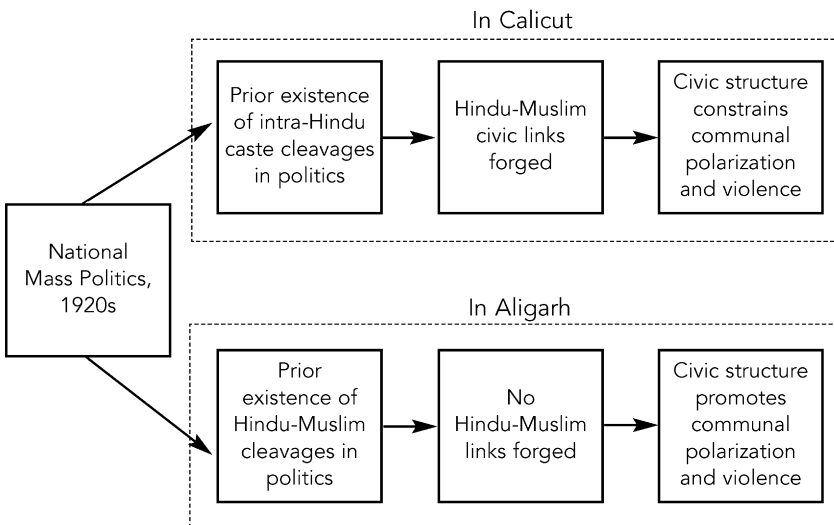 In Calicut
Prior existence
of intra-Hindu
caste cleavages
in politics
Hindu-Muslim
civic links
forged
Civic structure
constrains
communal
polarization
and violence
National
Mass Politics,
1920s
In Aligarh
Prior
existence of
Hindu-Muslim
cleavages in
politics
No
Hindu-Muslim
links forged
Civic structure
promotes
communal
polarization
and violence